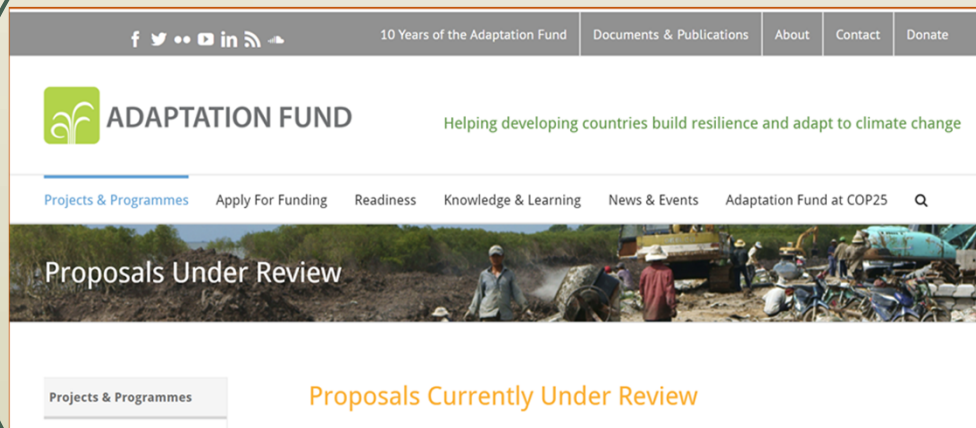 10 Years of the Adaptation Fund Documents & Publications About Contact Donate
ADAPTATION FUND
Helping developing countries build resilience and adapt to climate change
Projects & Programmes Apply For Funding Readiness Knowledge & Learning News & Events Adaptation Fund at COP25
Proposals Under Review
Projects & Programmes
Proposals Currently Under Review